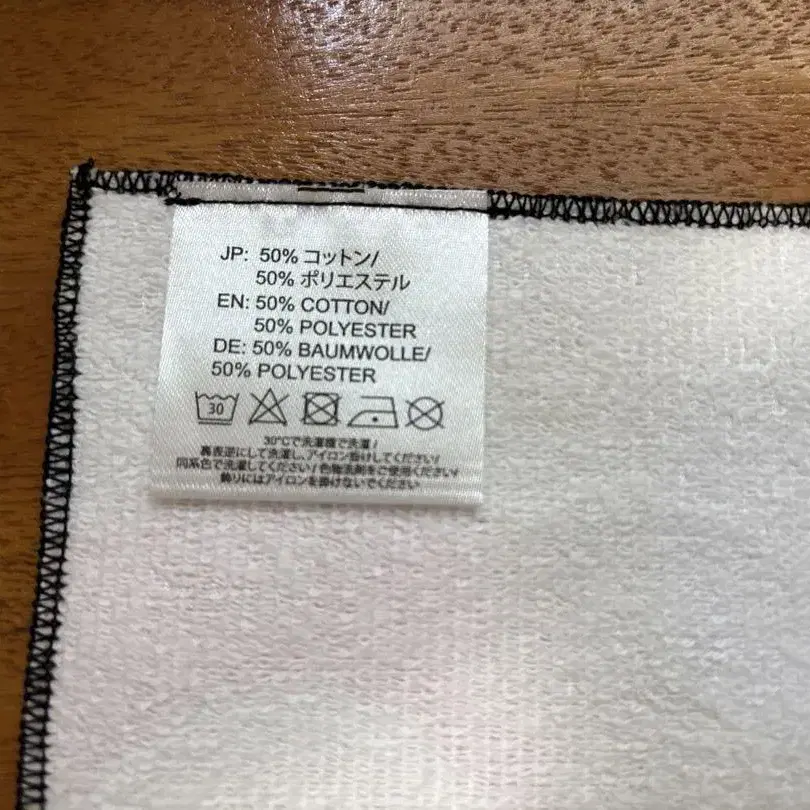 JP: 50% コットン/
50% ポリエステル
EN: 50% COTTON/
50% POLYESTER
DE: 50% BAUMWOLLE/
50% POLYESTER
30
30°Cで洗濯機で洗濯/
裏表逆にして洗濯し、アイロン掛けしてください/
同系色で洗濯してください/色物洗剤をご使用ください/
飾りにはアイロンを掛けないでください